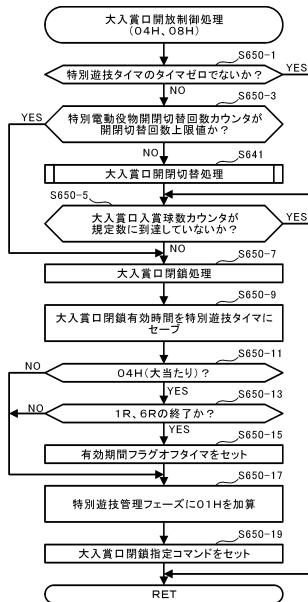 大入賞口開放制御処理
(04H、08H)
S650-1
特別遊技タイマのタイマゼロでないか？
YES
NO
S650-3
YES
特別電動役物開閉切替回数カウンタが
開閉切替回数上限値か？
NO
S641
大入賞口開閉切替処理
S650-5
大入賞口入賞球数カウンタが
規定数に到達していないか？
YES
NO
S650-7
大入賞口閉鎖処理
S650-9
大入賞口閉鎖有効時間を特別遊技タイマに
セーブ
S650-11
NO
04H(大当たり)？
YES
S650-13
NO
1R、6Rの終了か？
YES
S650-15
有効期間フラグオフタイマをセット
S650-17
特別遊技管理フェーズに01Hを加算
S650-19
大入賞口閉鎖指定コマンドをセット
RET